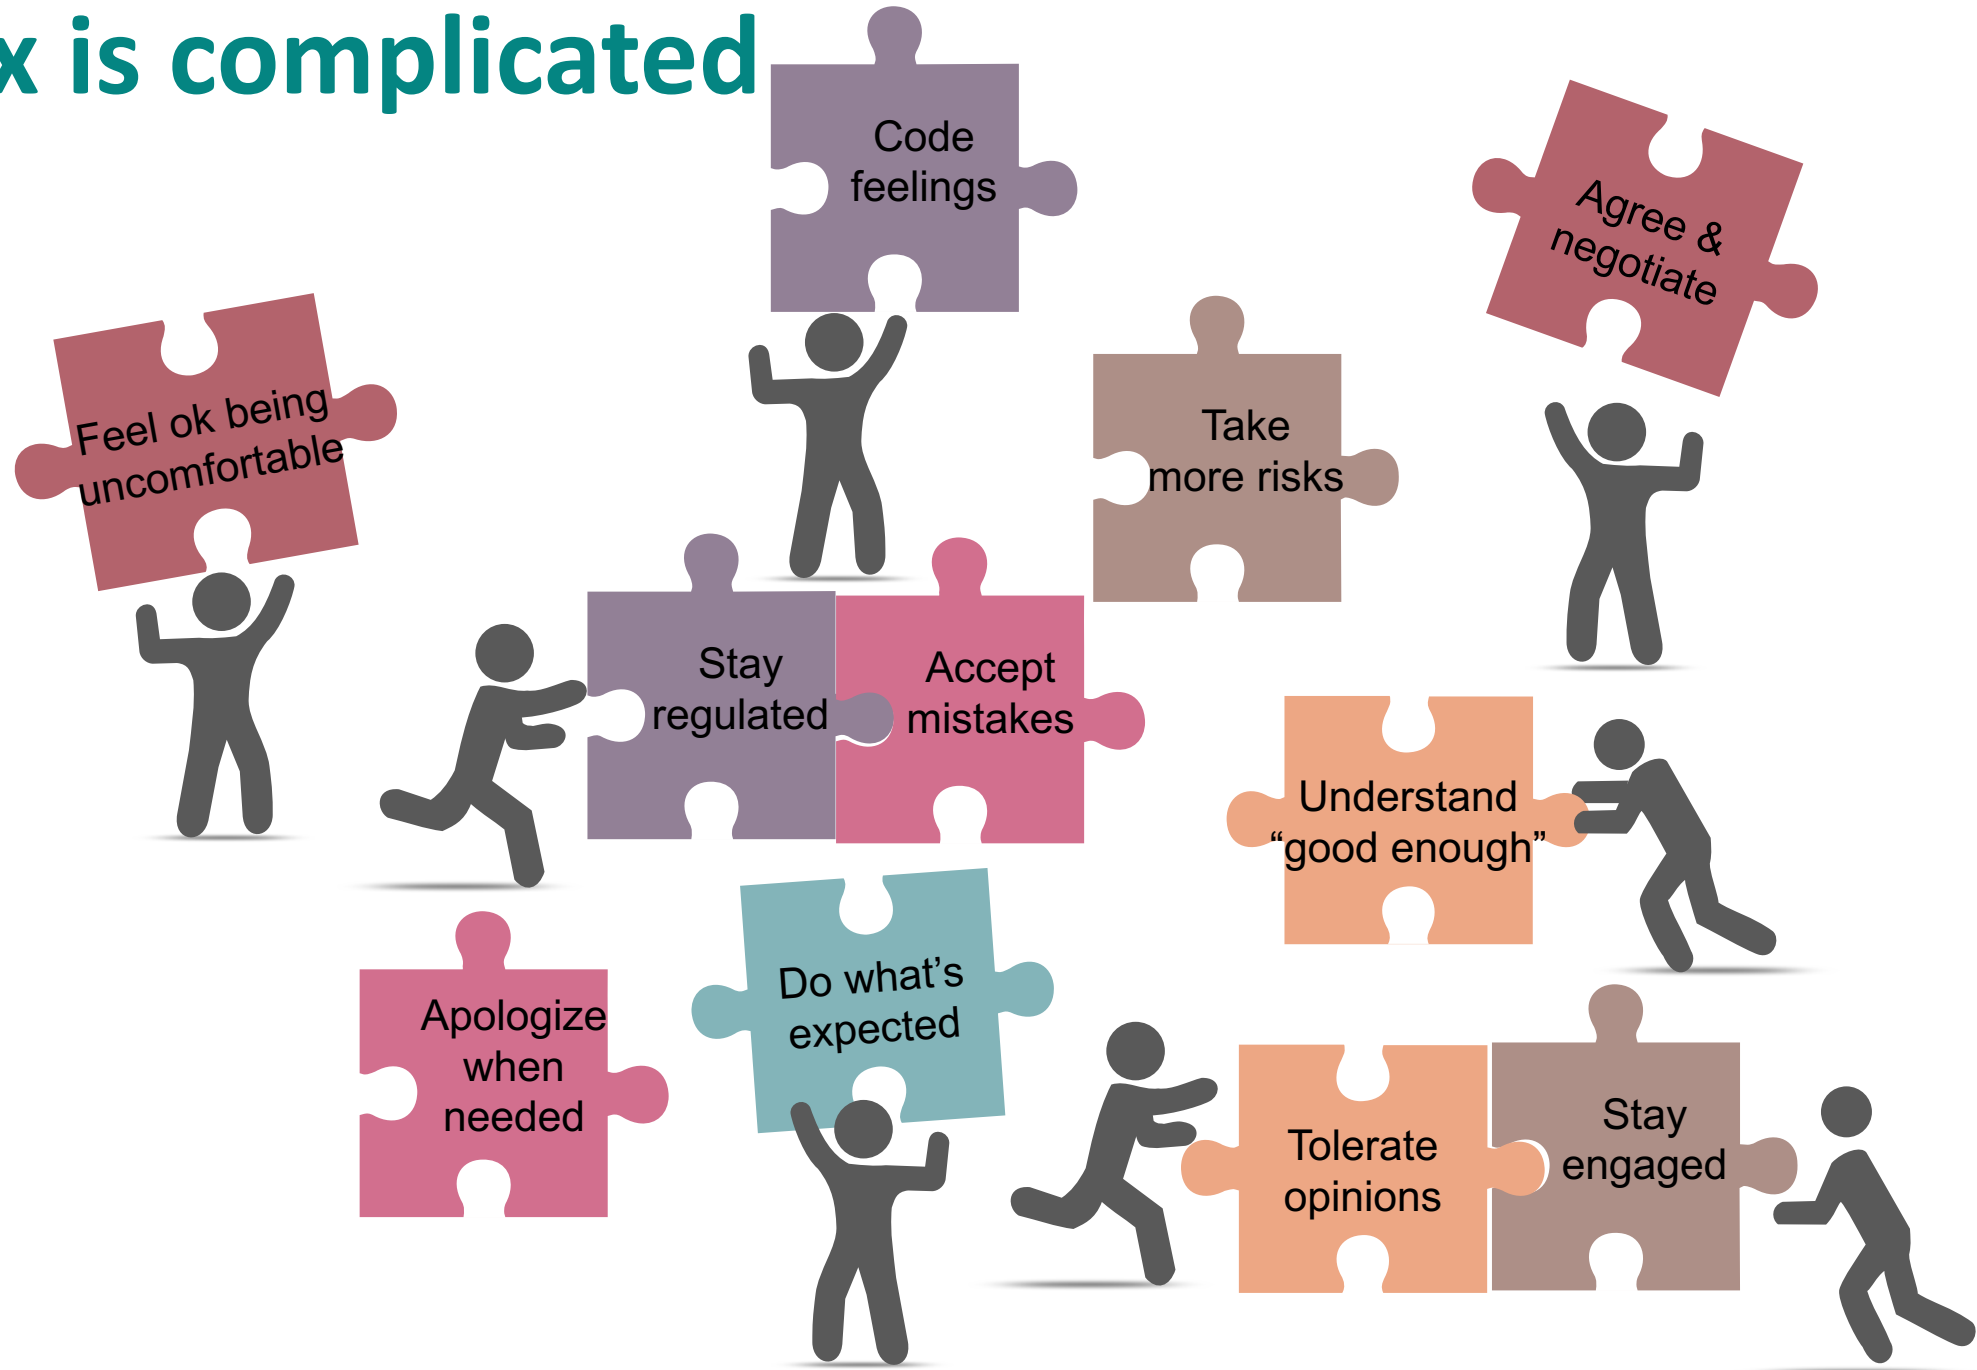 x is complicated
Code
feelings
Agree &
negotiate
Feel ok being
uncomfortable
Take
more risks
Stay
regulated
Accept
mistakes
Understand
“good enough”
Do what’s
expected
Apologize
when
needed
Tolerate
opinions
Stay
engaged